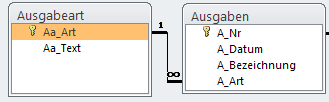 Ausgabeart
Aa_Art
Aa_Text
1
∞
Ausgaben
A_Nr
A_Datum
A_Bezeichnung
A_Art